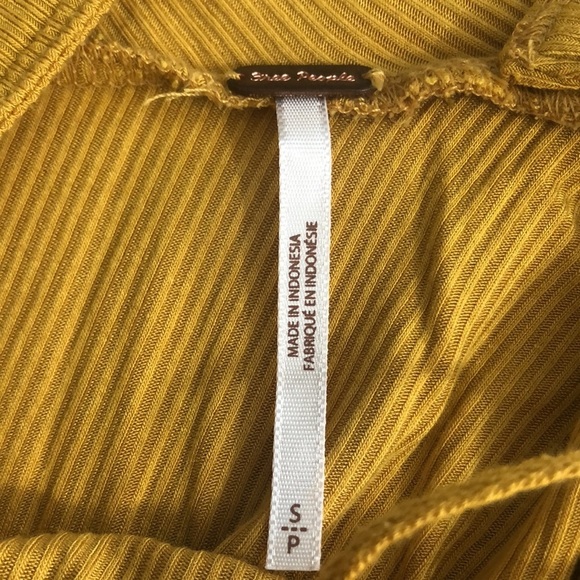 Free People
MADE IN INDONESIA
FABRIQUÉ EN INDONÉSIE
S
P